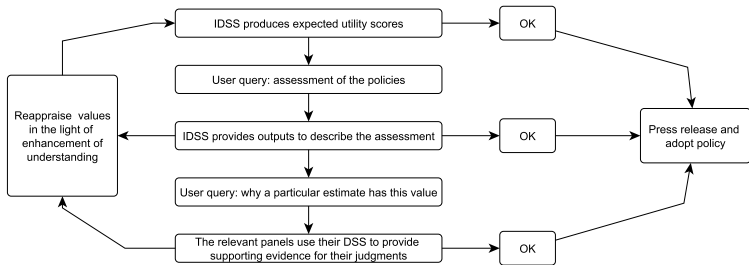 IDSS produces expected utility scores
OK
User query: assessment of the policies
Reappraise values
in the light of
enhancement of
understanding
IDSS provides outputs to describe the assessment
OK
Press release and
adopt policy
User query: why a particular estimate has this value
The relevant panels use their DSS to provide
supporting evidence for their judgments
OK